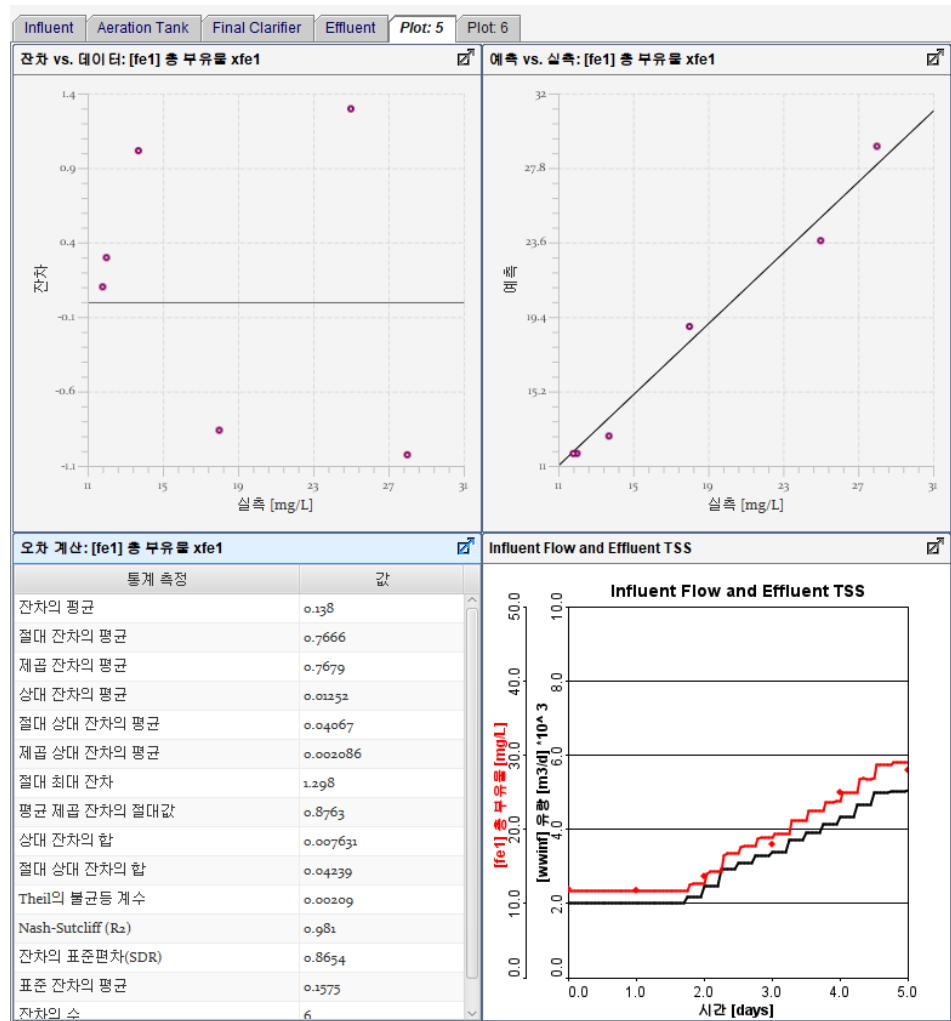 Influent Aeration Tank Final Clarifier Effluent Plot: 5 Plot: 6
잔차 vs. 데이터: [fe1] 총 부유물 xfe1
1.4
0.9
0.4
-0.1
-0.6
-1.1
잔차
11 15 19 23 27 31
실측 [mg/L]
예측 vs. 실측: [fe1] 총 부유물 xfe1
32
27.8
23.6
19.4
15.2
11
예측
11 15 19 23 27 31
실측 [mg/L]
오차 계산: [fe1] 총 부유물 xfe1
통계 측정 값
잔차의 평균 0.138
절대 잔차의 평균 0.7666
제곱 잔차의 평균 0.7679
상대 잔차의 평균 0.01252
절대 상대 잔차의 평균 0.04067
제곱 상대 잔차의 평균 0.002086
절대 최대 잔차 1.298
평균 제곱 잔차의 절대값 0.8763
상대 잔차의 합 0.007631
절대 상대 잔차의 합 0.04239
Theil의 불균등 계수 0.00209
Nash-Sutcliff (R2) 0.981
잔차의 표준편차(SDR) 0.8654
표준 잔차의 평균 0.1575
잔차의 수 6
Influent Flow and Effluent TSS
Influent Flow and Effluent TSS
50.0
40.0
30.0
20.0
10.0
0.0
[fe1] 총 부유물 [mg/L]
10.0
8.0
6.0
4.0
2.0
0.0
[wwinf] 유량 [m3/d] *10^ 3
0.0 1.0 2.0 3.0 4.0 5.0
시간 [days]